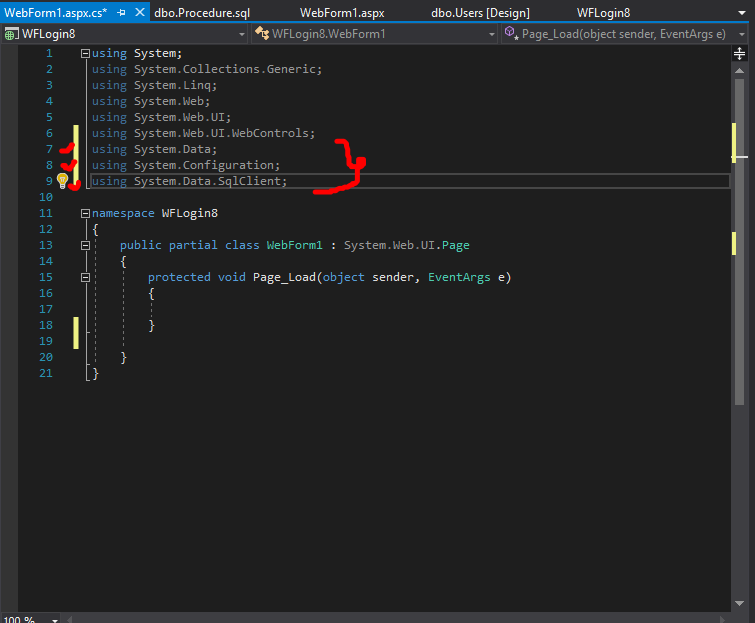 WebForm1.aspx.cs* dbo.Procedure.sql WebForm1.aspx dbo.Users [Design] WFLogin8
WFLogin8 WFLogin8.WebForm1 Page_Load(object sender, EventArgs e)
1 using System;
2 using System.Collections.Generic;
3 using System.Linq;
4 using System.Web;
5 using System.Web.UI;
6 using System.Web.UI.WebControls;
7 using System.Data;
8 using System.Configuration;
9 using System.Data.SqlClient;
10
11 namespace WFLogin8
12 {
13 public partial class WebForm1 : System.Web.UI.Page
14 {
15 protected void Page_Load(object sender, EventArgs e)
16 {
17
18 }
19
20 }
21 }
100 %